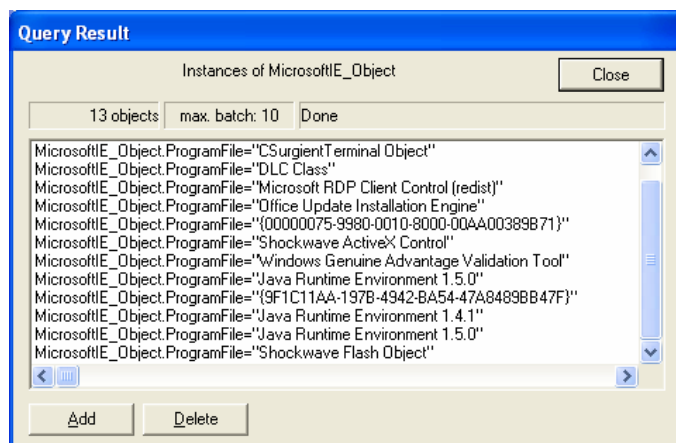 Query Result
Instances of MicrosoftIE_Object
Close
13 objects
max. batch: 10
Done
MicrosoftIE_Object.ProgramFile="CSurgientTerminal Object"
MicrosoftIE_Object.ProgramFile="DLC Class"
MicrosoftIE_Object.ProgramFile="Microsoft RDP Client Control (redist)"
MicrosoftIE_Object.ProgramFile="Office Update Installation Engine"
MicrosoftIE_Object.ProgramFile="{00000075-9980-0010-8000-00AA00389B71}"
MicrosoftIE_Object.ProgramFile="Shockwave ActiveX Control"
MicrosoftIE_Object.ProgramFile="Windows Genuine Advantage Validation Tool"
MicrosoftIE_Object.ProgramFile="Java Runtime Environment 1.5.0"
MicrosoftIE_Object.ProgramFile="{9F1C11AA-197B-4942-BA54-47A8489BB47F}"
MicrosoftIE_Object.ProgramFile="Java Runtime Environment 1.4.1"
MicrosoftIE_Object.ProgramFile="Java Runtime Environment 1.5.0"
MicrosoftIE_Object.ProgramFile="Shockwave Flash Object"
Add
Delete